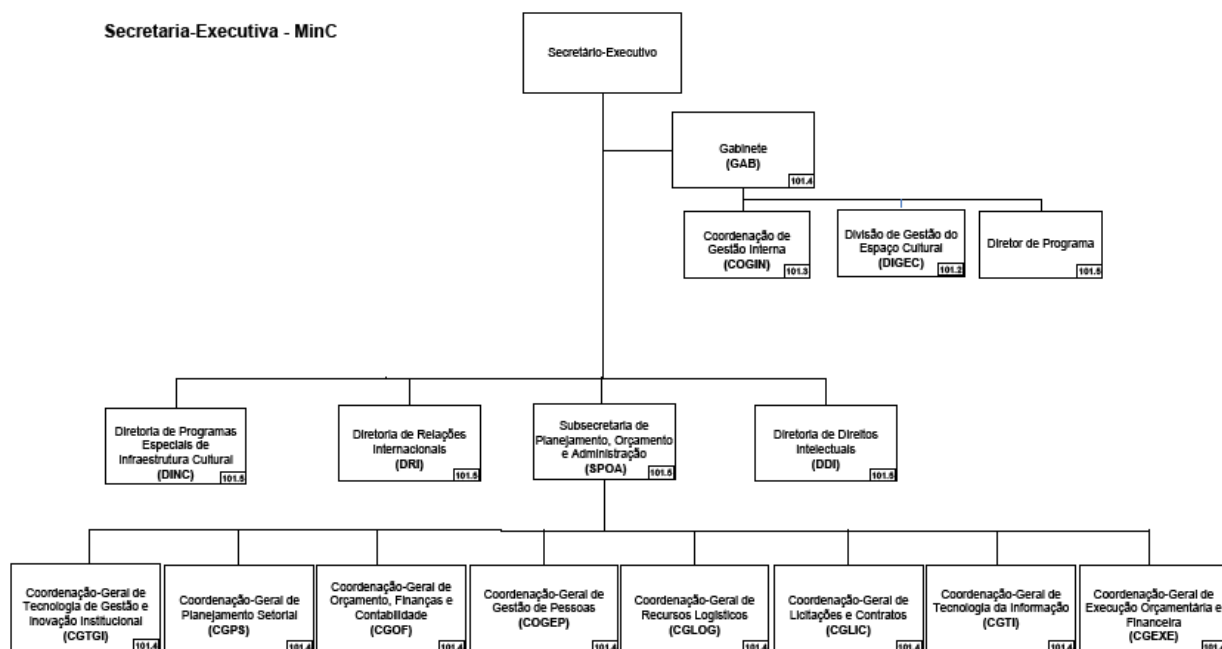 Secretaria-Executiva - MinC
Secretário-Executivo
Gabinete
(GAB)
101.4
Coordenação de
Gestão Interna
(COGIN)
101.3
Divisão de Gestão do
Espaço Cultural
(DIGEC)
101.2
Diretor de Programa
101.5
Diretoria de Programas
Especiais de
Infraestrutura Cultural
(DINC)
101.5
Diretoria de Relações
Internacionais
(DRI)
101.5
Subsecretaria de
Planejamento, Orçamento
e Administração
(SPOA)
101.5
Diretoria de Direitos
Intelectuais
(DDI)
101.5
Coordenação-Geral de
Tecnologia de Gestão e
Inovação Institucional
(CGTGI)
101.4
Coordenação-Geral de
Planejamento Setorial
(CGPS)
101.4
Coordenação-Geral de
Orçamento, Finanças e
Contabilidade
(CGOF)
101.4
Coordenação-Geral de
Gestão de Pessoas
(COGEP)
101.4
Coordenação-Geral de
Recursos Logísticos
(CGLOG)
101.4
Coordenação-Geral de
Licitações e Contratos
(CGLIC)
101.4
Coordenação-Geral de
Tecnologia da Informação
(CGTI)
101.4
Coordenação-Geral de
Execução Orçamentária e
Financeira
(CGEXE)
101.4